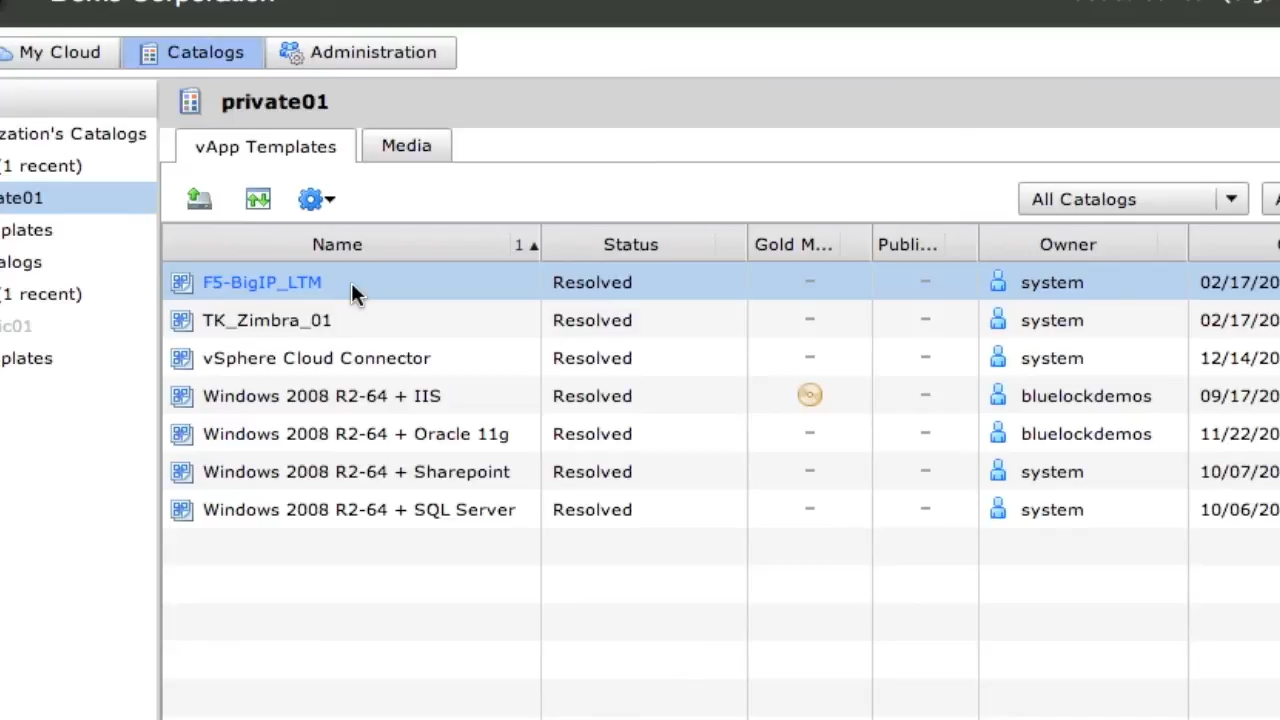 My Cloud Catalogs Administration
private01
zation's Catalogs
vApp Templates Media
(1 recent)
ate01
All Catalogs
plates
Name 1 Status Gold M... Publi... Owner
alogs
F5-BigIP_LTM Resolved – – system 02/17/20
(1 recent)
TK_Zimbra_01 Resolved – – system 02/17/20
ic01
vSphere Cloud Connector Resolved – – system 12/14/20
plates
Windows 2008 R2-64 + IIS Resolved – bluelockdemos 09/17/20
Windows 2008 R2-64 + Oracle 11g Resolved – – bluelockdemos 11/22/20
Windows 2008 R2-64 + Sharepoint Resolved – – system 10/07/20
Windows 2008 R2-64 + SQL Server Resolved – – system 10/06/20